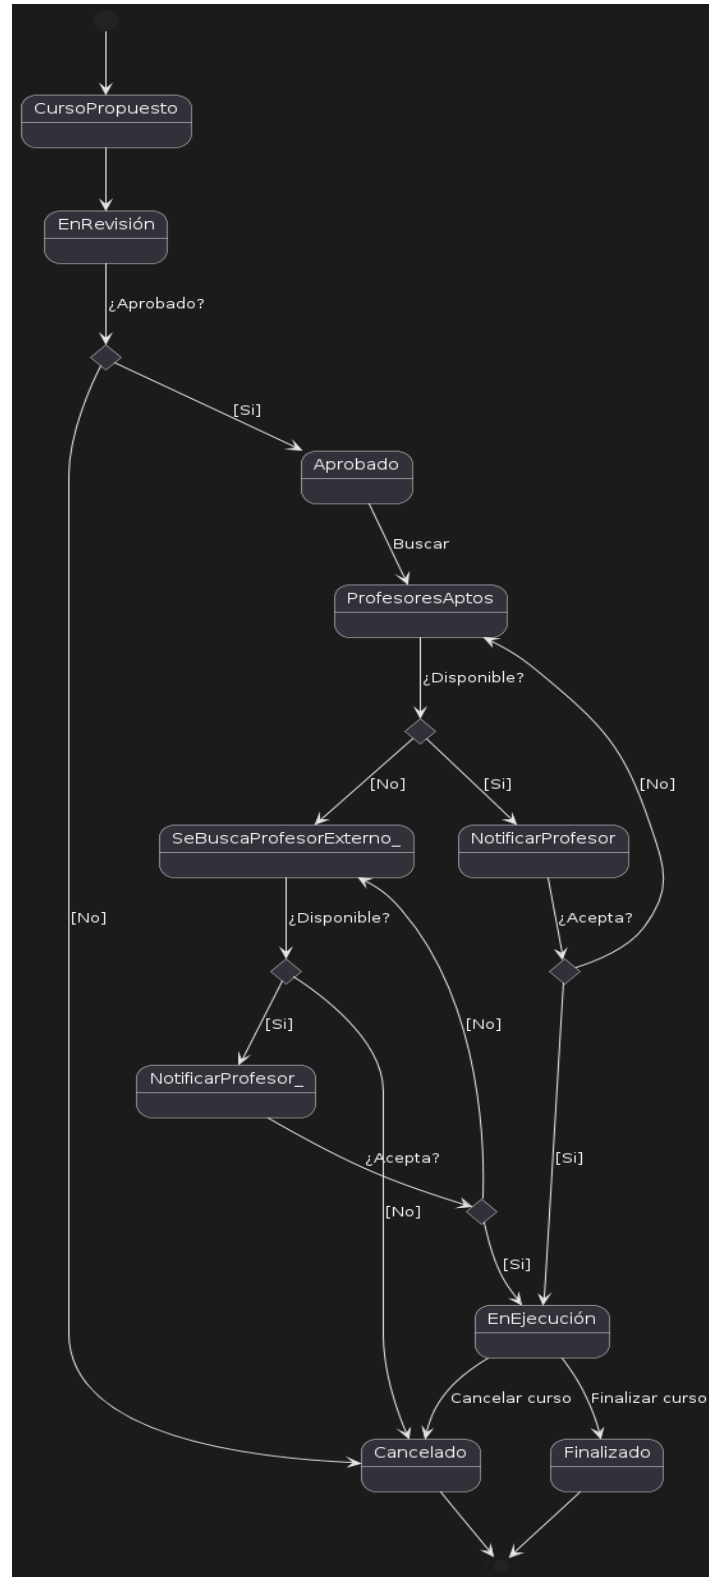 CursoPropuesto
EnRevisión
¿Aprobado?
[Si]
Aprobado
Buscar
ProfesoresAptos
¿Disponible?
[No]
[Si]
[No]
SeBuscaProfesorExterno_
NotificarProfesor
[No]
¿Disponible?
¿Acepta?
[Si]
[No]
NotificarProfesor_
¿Acepta?
[Si]
[No]
[Si]
EnEjecución
Cancelar curso
Finalizar curso
Cancelado
Finalizado